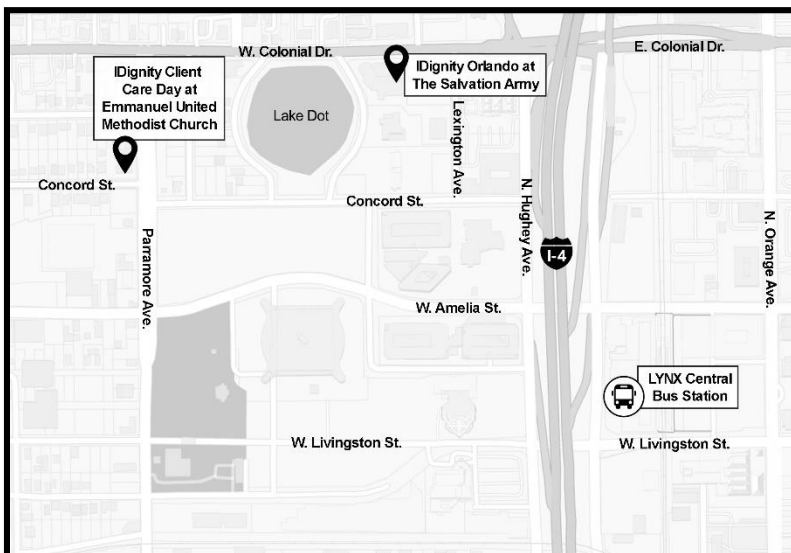 W. Colonial Dr.
E. Colonial Dr.
IDignity Client
Care Day at
Emmanuel United
Methodist Church
IDignity Orlando at
The Salvation Army
Lake Dot
Lexington Ave.
Concord St.
Concord St.
N. Hughey Ave.
N. Orange Ave.
Parramore Ave.
I-4
W. Amelia St.
LYNX Central
Bus Station
W. Livingston St.
W. Livingston St.